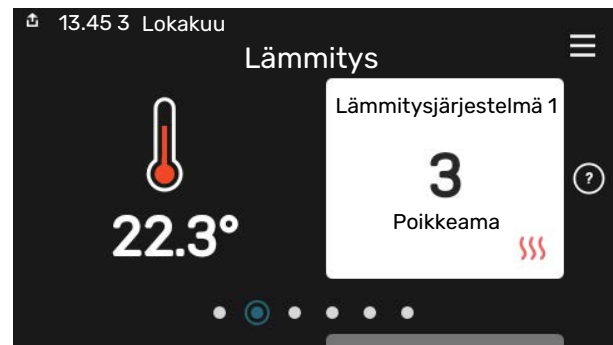 13.45 3 Lokakuu
Lämmitys
Lämmitysjärjestelmä 1
3
Poikkeama
22.3°
?